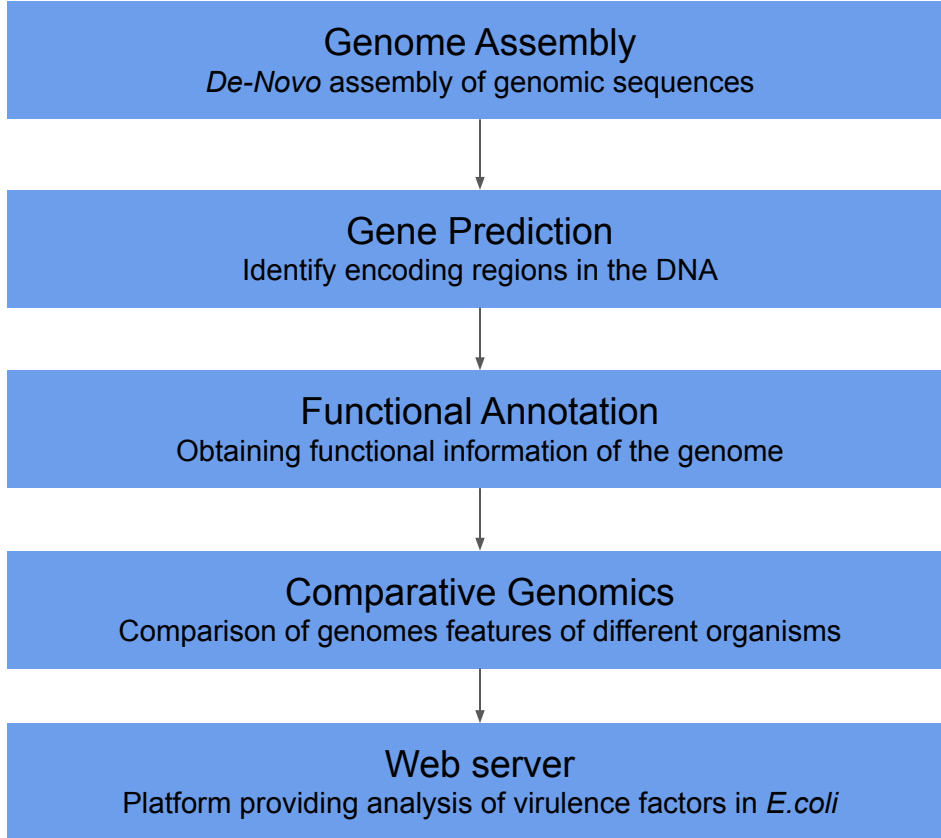 Genome Assembly
De-Novo assembly of genomic sequences
Gene Prediction
Identify encoding regions in the DNA
Functional Annotation
Obtaining functional information of the genome
Comparative Genomics
Comparison of genomes features of different organisms
Web server
Platform providing analysis of virulence factors in E.coli